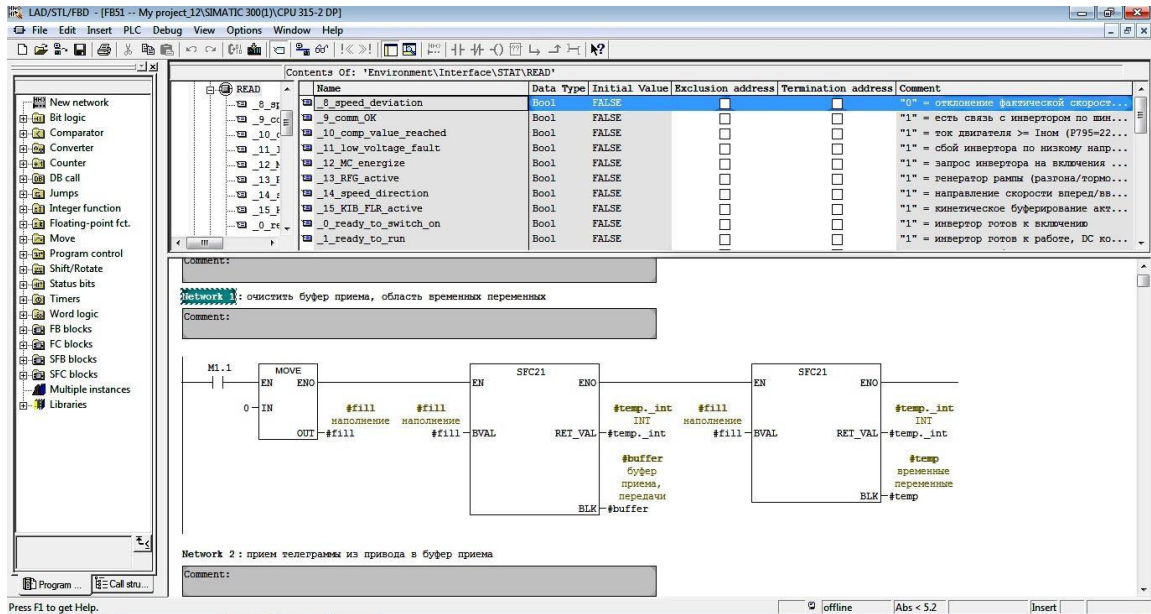 LAD/STL/FBD - [FB51 -- My project_12\SIMATIC 300(1)\CPU 315-2 DP]
File Edit Insert PLC Debug View Options Window Help
Contents Of: 'Environment\Interface\STAT\READ'
READ
_8_sp
_9_co
_10_c
_11_l
_12_M
_13_R
_14_s
_15_K
_0_re
Name Data Type Initial Value Exclusion address Termination address Comment
_8_speed_deviation Bool FALSE "0" = отклонение фактической скорост...
_9_comm_OK Bool FALSE "1" = есть связь с инвертором по шин...
_10_comp_value_reached Bool FALSE "1" = ток двигателя >= Iном (P795=22...
_11_low_voltage_fault Bool FALSE "1" = сбой инвертора по низкому напр...
_12_MC_energize Bool FALSE "1" = запрос инвертора на включения ...
_13_RFG_active Bool FALSE "1" = генератор рампы (разгона/тормо...
_14_speed_direction Bool FALSE "1" = направление скорости вперед/вв...
_15_KIB_FLR_active Bool FALSE "1" = кинетическое буферирование акт...
_0_ready_to_switch_on Bool FALSE "1" = инвертор готов к включению
_1_ready_to_run Bool FALSE "1" = инвертор готов к работе, DC ко...
New network
Bit logic
Comparator
Converter
Counter
DB call
Jumps
Integer function
Floating-point fct.
Move
Program control
Shift/Rotate
Status bits
Timers
Word logic
FB blocks
FC blocks
SFB blocks
SFC blocks
Multiple instances
Libraries
Program ... Call stru...
Comment:
Network 1 : очистить буфер приема, область временных переменных
Comment:
M1.1
MOVE
EN ENO
0 IN
OUT
#fill
наполнение
#fill
SFC21
EN ENO
#fill
наполнение
#fill BVAL
RET_VAL
#temp._int
INT
#temp._int
#buffer
буфер
приема,
передачи
BLK #buffer
SFC21
EN ENO
#fill
наполнение
#fill BVAL
RET_VAL
#temp._int
INT
#temp._int
#temp
временные
переменные
BLK #temp
Network 2 : прием телеграммы из привода в буфер приема
Comment:
Press F1 to get Help. offline Abs < 5.2 Insert